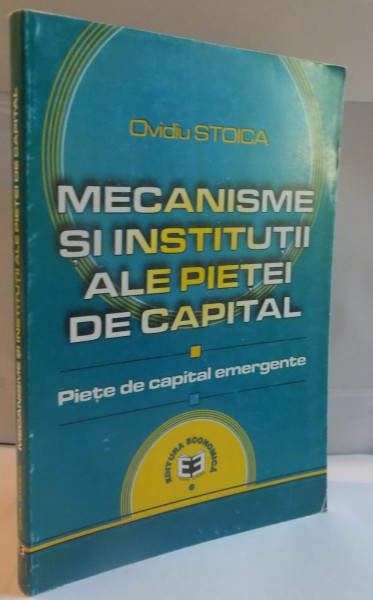 Ovidiu STOICA
MECANISME
ȘI INSTITUȚII
ALE PIEȚEI
DE CAPITAL
Piețe de capital emergente
EDITURA ECONOMICĂ
MECANISME ȘI INSTITUȚII ALE PIEȚEI DE CAPITAL